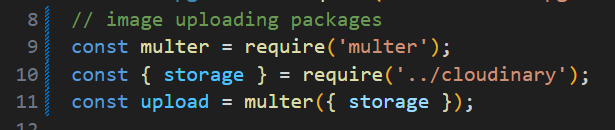 8 // image uploading packages
9 const multer = require('multer');
10 const { storage } = require('../cloudinary');
11 const upload = multer({ storage });